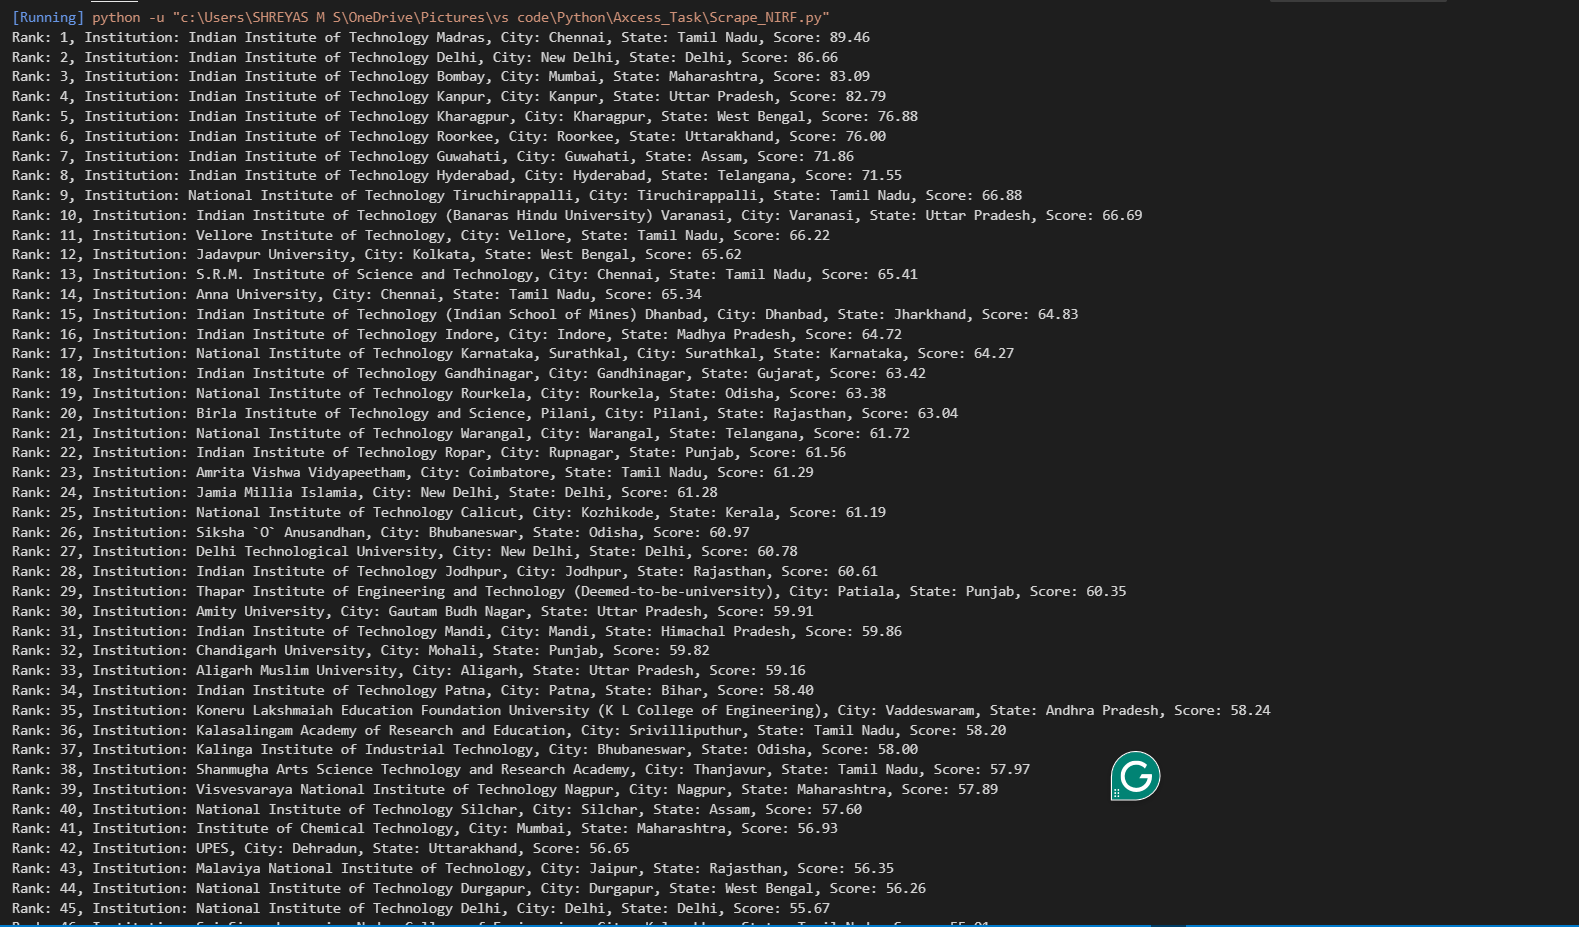 [Running] python -u "c:\Users\SHREYAS M S\OneDrive\Pictures\vs code\Python\Axcess_Task\Scrape_NIRF.py"
Rank: 1, Institution: Indian Institute of Technology Madras, City: Chennai, State: Tamil Nadu, Score: 89.46
Rank: 2, Institution: Indian Institute of Technology Delhi, City: New Delhi, State: Delhi, Score: 86.66
Rank: 3, Institution: Indian Institute of Technology Bombay, City: Mumbai, State: Maharashtra, Score: 83.09
Rank: 4, Institution: Indian Institute of Technology Kanpur, City: Kanpur, State: Uttar Pradesh, Score: 82.79
Rank: 5, Institution: Indian Institute of Technology Kharagpur, City: Kharagpur, State: West Bengal, Score: 76.88
Rank: 6, Institution: Indian Institute of Technology Roorkee, City: Roorkee, State: Uttarakhand, Score: 76.00
Rank: 7, Institution: Indian Institute of Technology Guwahati, City: Guwahati, State: Assam, Score: 71.86
Rank: 8, Institution: Indian Institute of Technology Hyderabad, City: Hyderabad, State: Telangana, Score: 71.55
Rank: 9, Institution: National Institute of Technology Tiruchirappalli, City: Tiruchirappalli, State: Tamil Nadu, Score: 66.88
Rank: 10, Institution: Indian Institute of Technology (Banaras Hindu University) Varanasi, City: Varanasi, State: Uttar Pradesh, Score: 66.69
Rank: 11, Institution: Vellore Institute of Technology, City: Vellore, State: Tamil Nadu, Score: 66.22
Rank: 12, Institution: Jadavpur University, City: Kolkata, State: West Bengal, Score: 65.62
Rank: 13, Institution: S.R.M. Institute of Science and Technology, City: Chennai, State: Tamil Nadu, Score: 65.41
Rank: 14, Institution: Anna University, City: Chennai, State: Tamil Nadu, Score: 65.34
Rank: 15, Institution: Indian Institute of Technology (Indian School of Mines) Dhanbad, City: Dhanbad, State: Jharkhand, Score: 64.83
Rank: 16, Institution: Indian Institute of Technology Indore, City: Indore, State: Madhya Pradesh, Score: 64.72
Rank: 17, Institution: National Institute of Technology Karnataka, Surathkal, City: Surathkal, State: Karnataka, Score: 64.27
Rank: 18, Institution: Indian Institute of Technology Gandhinagar, City: Gandhinagar, State: Gujarat, Score: 63.42
Rank: 19, Institution: National Institute of Technology Rourkela, City: Rourkela, State: Odisha, Score: 63.38
Rank: 20, Institution: Birla Institute of Technology and Science, Pilani, City: Pilani, State: Rajasthan, Score: 63.04
Rank: 21, Institution: National Institute of Technology Warangal, City: Warangal, State: Telangana, Score: 61.72
Rank: 22, Institution: Indian Institute of Technology Ropar, City: Rupnagar, State: Punjab, Score: 61.56
Rank: 23, Institution: Amrita Vishwa Vidyapeetham, City: Coimbatore, State: Tamil Nadu, Score: 61.29
Rank: 24, Institution: Jamia Millia Islamia, City: New Delhi, State: Delhi, Score: 61.28
Rank: 25, Institution: National Institute of Technology Calicut, City: Kozhikode, State: Kerala, Score: 61.19
Rank: 26, Institution: Siksha `O` Anusandhan, City: Bhubaneswar, State: Odisha, Score: 60.97
Rank: 27, Institution: Delhi Technological University, City: New Delhi, State: Delhi, Score: 60.78
Rank: 28, Institution: Indian Institute of Technology Jodhpur, City: Jodhpur, State: Rajasthan, Score: 60.61
Rank: 29, Institution: Thapar Institute of Engineering and Technology (Deemed-to-be-university), City: Patiala, State: Punjab, Score: 60.35
Rank: 30, Institution: Amity University, City: Gautam Budh Nagar, State: Uttar Pradesh, Score: 59.91
Rank: 31, Institution: Indian Institute of Technology Mandi, City: Mandi, State: Himachal Pradesh, Score: 59.86
Rank: 32, Institution: Chandigarh University, City: Mohali, State: Punjab, Score: 59.82
Rank: 33, Institution: Aligarh Muslim University, City: Aligarh, State: Uttar Pradesh, Score: 59.16
Rank: 34, Institution: Indian Institute of Technology Patna, City: Patna, State: Bihar, Score: 58.40
Rank: 35, Institution: Koneru Lakshmaiah Education Foundation University (K L College of Engineering), City: Vaddeswaram, State: Andhra Pradesh, Score: 58.24
Rank: 36, Institution: Kalasalingam Academy of Research and Education, City: Srivilliputhur, State: Tamil Nadu, Score: 58.20
Rank: 37, Institution: Kalinga Institute of Industrial Technology, City: Bhubaneswar, State: Odisha, Score: 58.00
Rank: 38, Institution: Shanmugha Arts Science Technology and Research Academy, City: Thanjavur, State: Tamil Nadu, Score: 57.97
Rank: 39, Institution: Visvesvaraya National Institute of Technology Nagpur, City: Nagpur, State: Maharashtra, Score: 57.89
Rank: 40, Institution: National Institute of Technology Silchar, City: Silchar, State: Assam, Score: 57.60
Rank: 41, Institution: Institute of Chemical Technology, City: Mumbai, State: Maharashtra, Score: 56.93
Rank: 42, Institution: UPES, City: Dehradun, State: Uttarakhand, Score: 56.65
Rank: 43, Institution: Malaviya National Institute of Technology, City: Jaipur, State: Rajasthan, Score: 56.35
Rank: 44, Institution: National Institute of Technology Durgapur, City: Durgapur, State: West Bengal, Score: 56.26
Rank: 45, Institution: National Institute of Technology Delhi, City: Delhi, State: Delhi, Score: 55.67